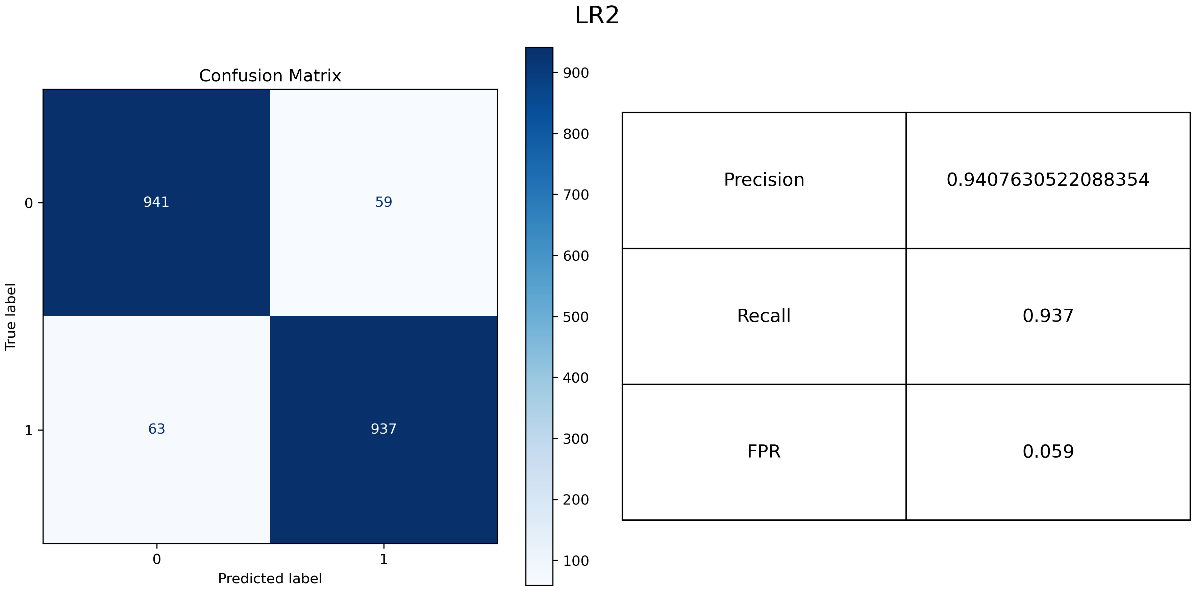 LR2
Confusion Matrix
True label
0
941
59
1
63
937
0
1
Predicted label
900
800
700
600
500
400
300
200
100
Precision
0.9407630522088354
Recall
0.937
FPR
0.059